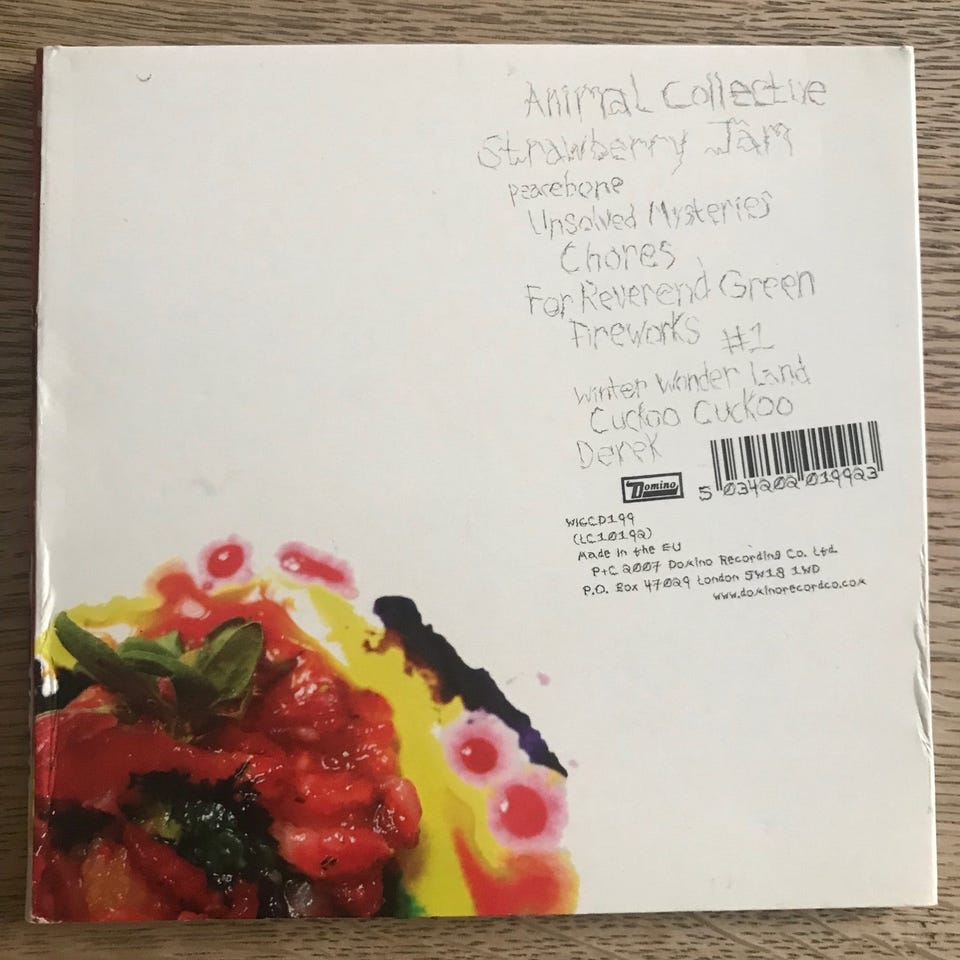 Animal Collective
Strawberry Jam
peacebone
Unsolved Mysteries
Chores
For Reverend Green
Fireworks #1
Winter Wonder Land
Cuckoo Cuckoo
Derek
Domino
5 034202 019923
WIGCD199
(LC10192)
Made in the EU
P+C 2007 Domino Recording Co. Ltd.
P.O. Box 47029 London SW18 1WD
www.dominorecordco.com